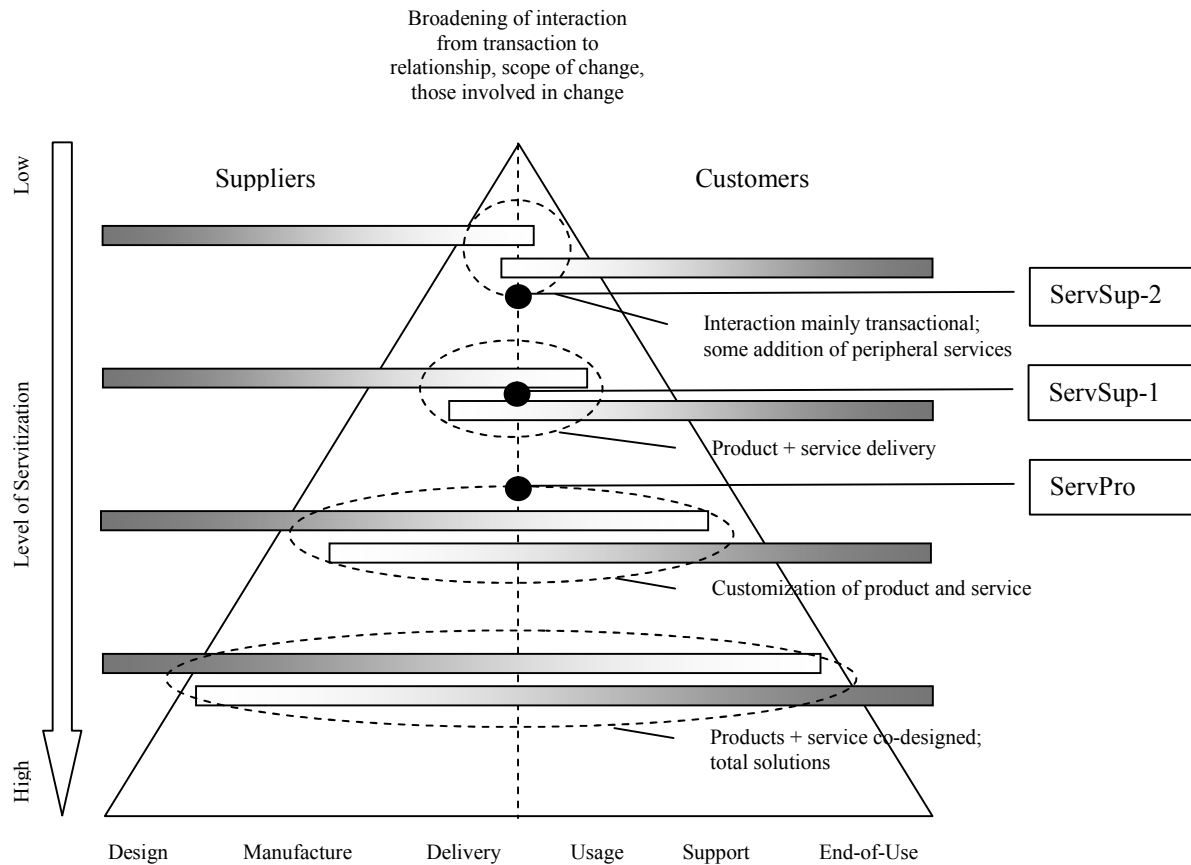 Broadening of interaction
from transaction to
relationship, scope of change,
those involved in change
Low
Suppliers
Customers
ServSup-2
Interaction mainly transactional;
some addition of peripheral services
ServSup-1
Level of Servitization
Product + service delivery
ServPro
Customization of product and service
Products + service co-designed;
total solutions
High
Design Manufacture Delivery Usage Support End-of-Use